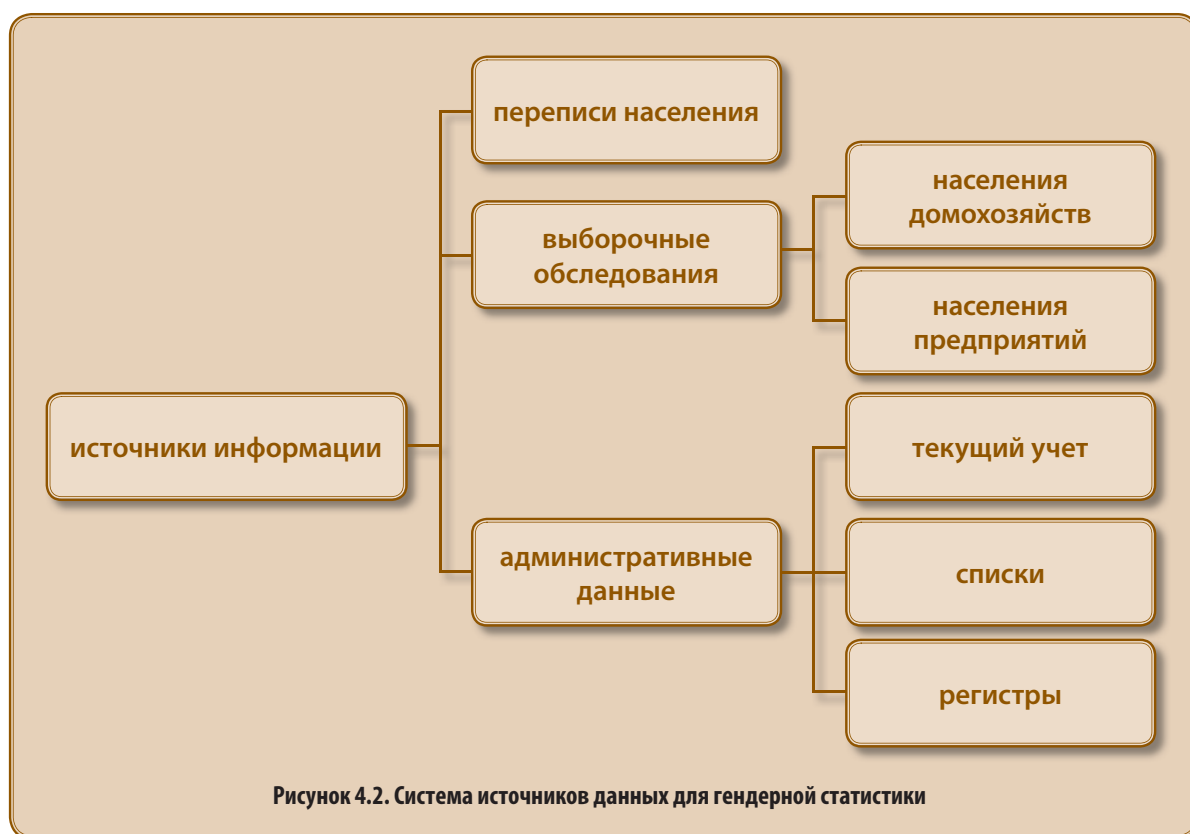 переписи населения
выборочные
обследования
населения
домохозяйств
населения
предприятий
источники информации
административные
данные
текущий учет
списки
регистры
Рисунок 4.2. Система источников данных для гендерной статистики